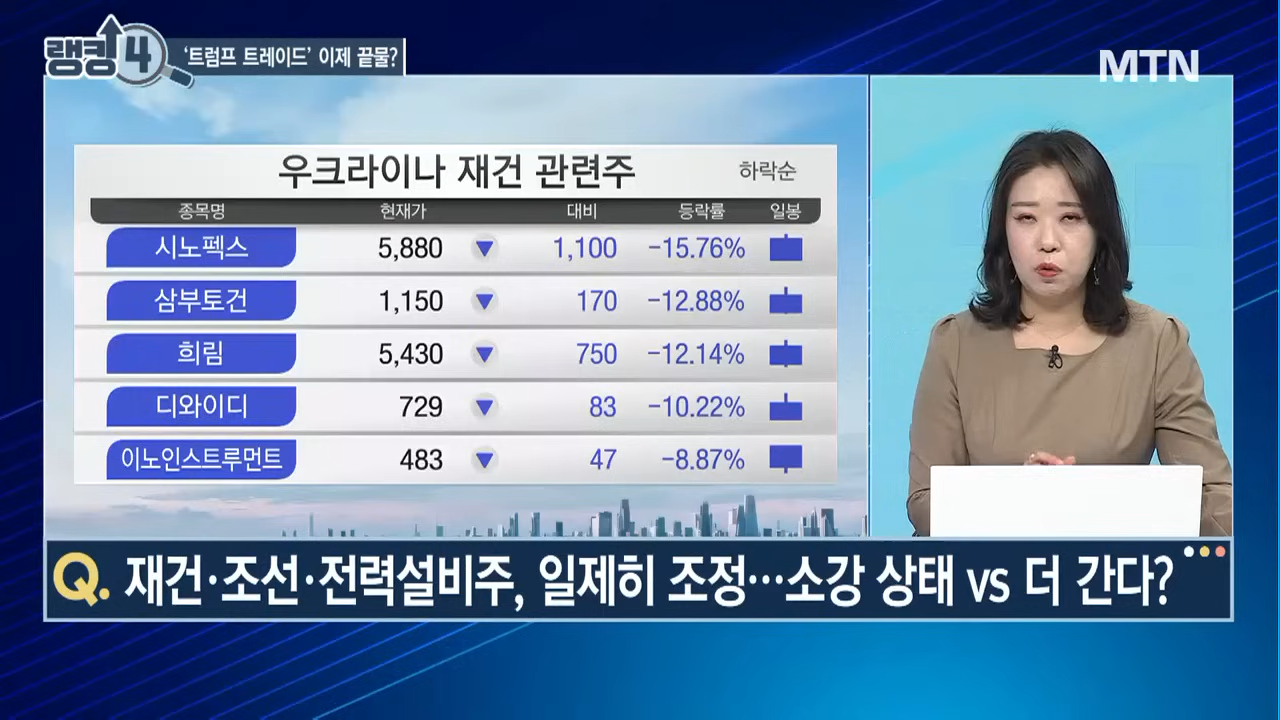 랭킹4 '트럼프 트레이드' 이제 끝물?
MTN
우크라이나 재건 관련주 하락순
종목명 현재가 대비 등락률 일봉
시노펙스 5,880 ▼ 1,100 -15.76%
삼부토건 1,150 ▼ 170 -12.88%
희림 5,430 ▼ 750 -12.14%
디와이디 729 ▼ 83 -10.22%
이노인스트루먼트 483 ▼ 47 -8.87%
Q. 재건·조선·전력설비주, 일제히 조정…소강 상태 vs 더 간다?